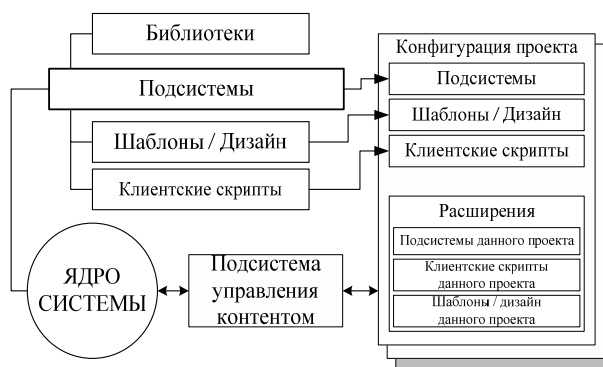 Библиотеки
Подсистемы
Шаблоны / Дизайн
Клиентские скрипты
ЯДРО
СИСТЕМЫ
Подсистема
управления
контентом
Конфигурация проекта
Подсистемы
Шаблоны / Дизайн
Клиентские скрипты
Расширения
Подсистемы данного проекта
Клиентские скрипты
данного проекта
Шаблоны / дизайн
данного проекта